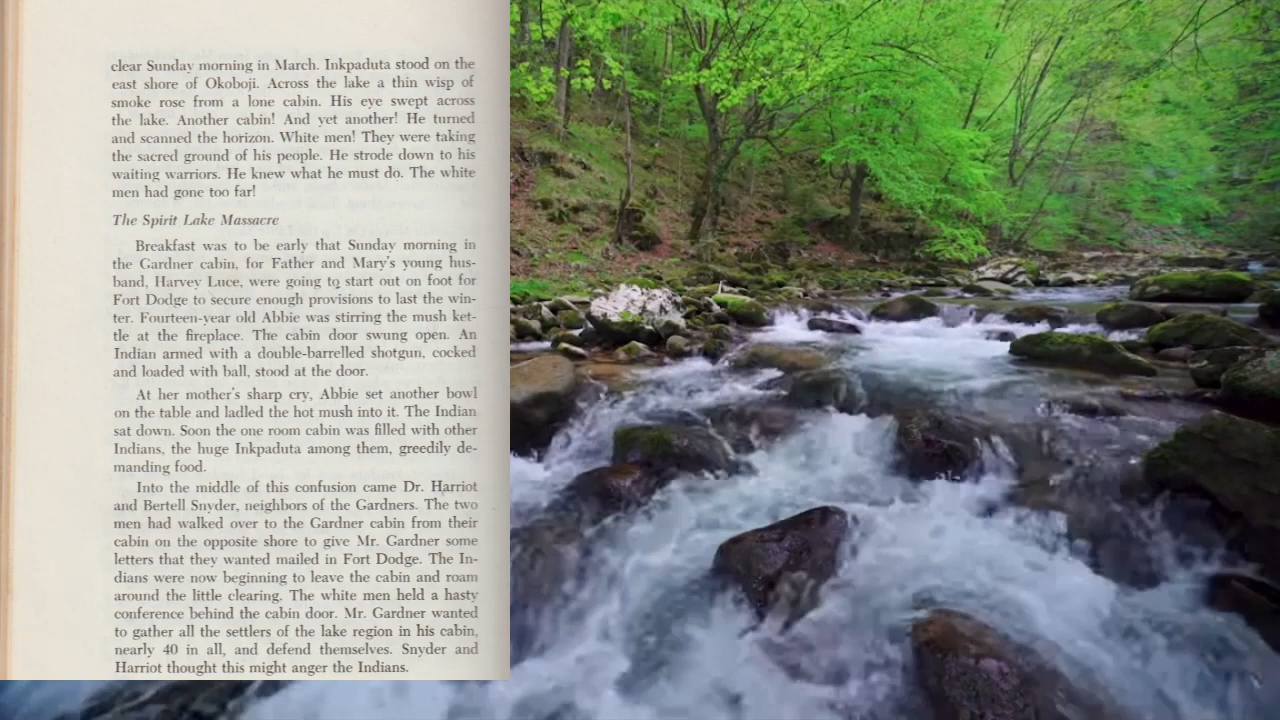 clear Sunday morning in March. Inkpaduta stood on the
east shore of Okoboji. Across the lake a thin wisp of
smoke rose from a lone cabin. His eye swept across
the lake. Another cabin! And yet another! He turned
and scanned the horizon. White men! They were taking
the sacred ground of his people. He strode down to his
waiting warriors. He knew what he must do. The white
men had gone too far!
The Spirit Lake Massacre
Breakfast was to be early that Sunday morning in
the Gardner cabin, for Father and Mary's young hus-
band, Harvey Luce, were going to start out on foot for
Fort Dodge to secure enough provisions to last the win-
ter. Fourteen-year old Abbie was stirring the mush ket-
tle at the fireplace. The cabin door swung open. An
Indian armed with a double-barrelled shotgun, cocked
and loaded with ball, stood at the door.
At her mother's sharp cry, Abbie set another bowl
on the table and ladled the hot mush into it. The Indian
sat down. Soon the one room cabin was filled with other
Indians, the huge Inkpaduta among them, greedily de-
manding food.
Into the middle of this confusion came Dr. Harriot
and Bertell Snyder, neighbors of the Gardners. The two
men had walked over to the Gardner cabin from their
cabin on the opposite shore to give Mr. Gardner some
letters that they wanted mailed in Fort Dodge. The In-
dians were now beginning to leave the cabin and roam
around the little clearing. The white men held a hasty
conference behind the cabin door. Mr. Gardner wanted
to gather all the settlers of the lake region in his cabin,
nearly 40 in all, and defend themselves. Snyder and
Harriot thought this might anger the Indians.